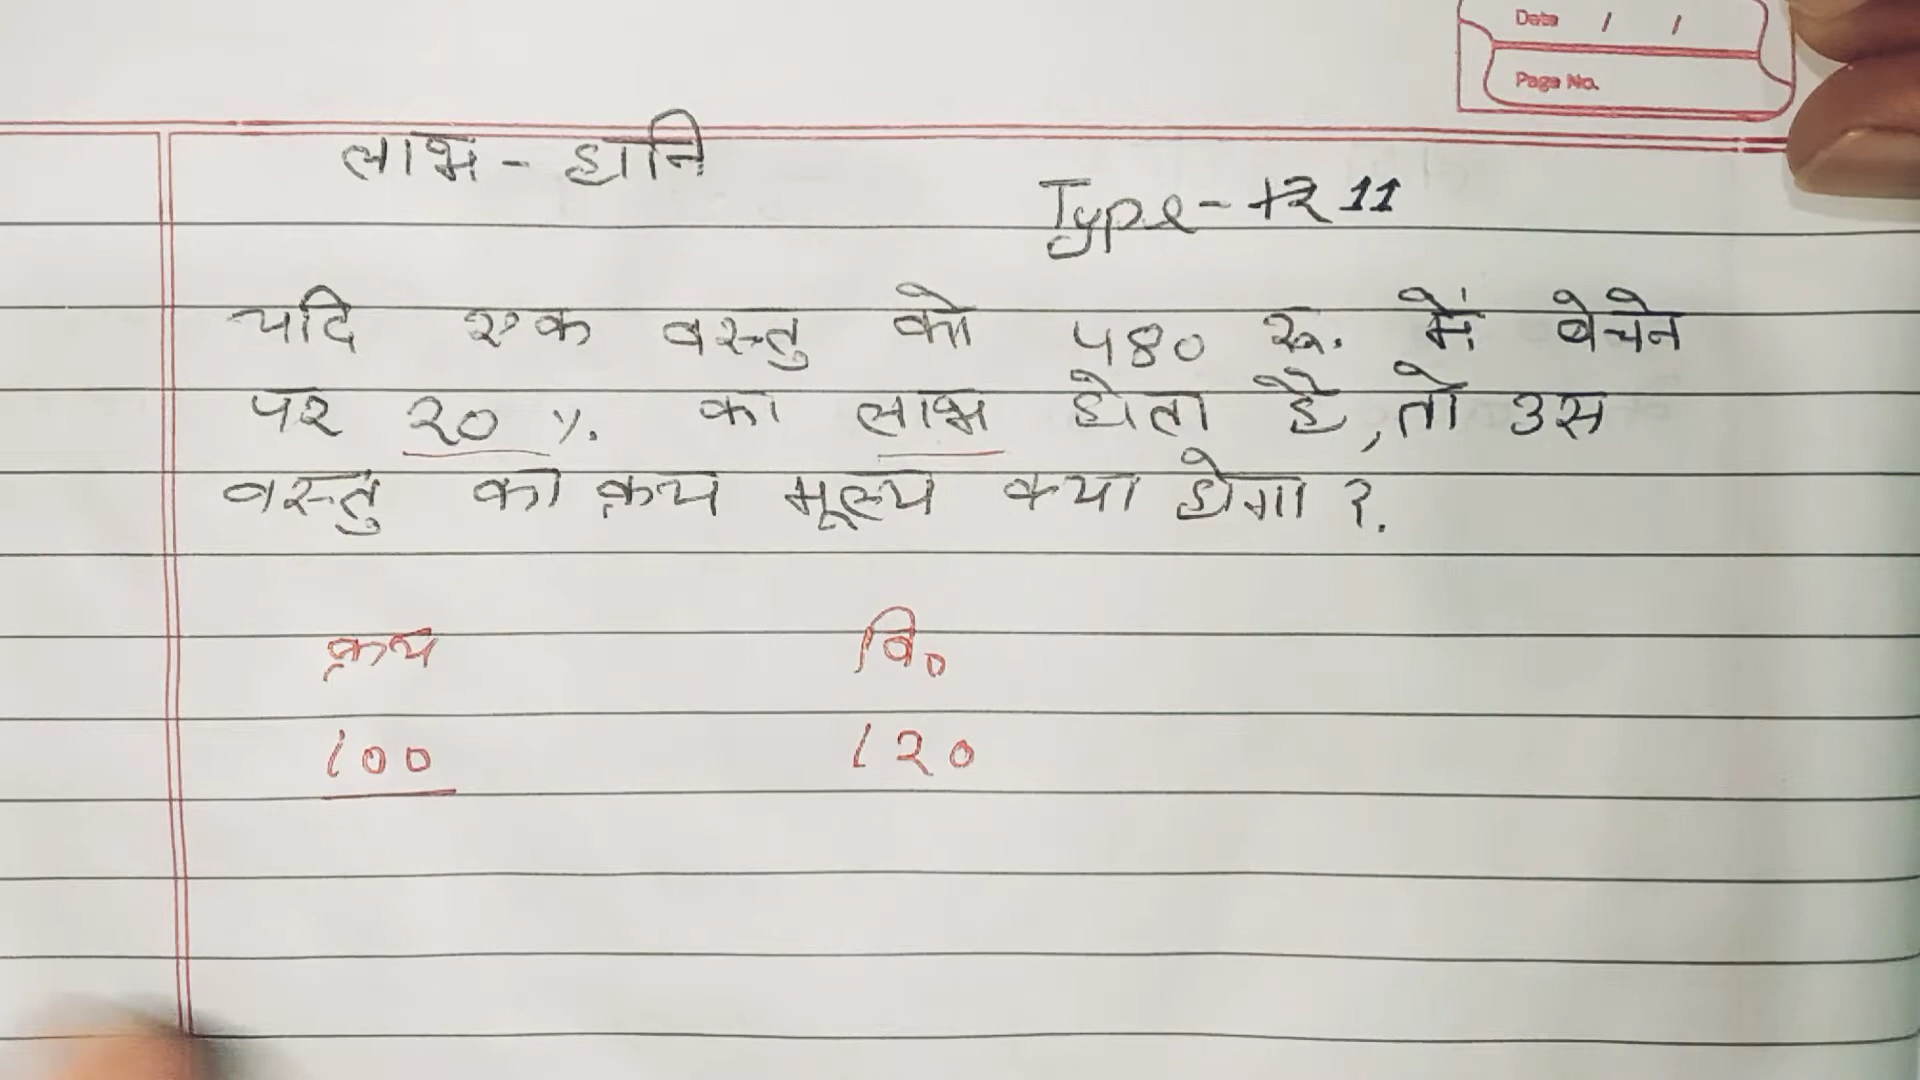 Date / /
Page No.
लाभ - हानि
Type - 11
यदि एक वस्तु को 480 रू. में बेचने
पर 20 %. का लाभ होता है, तो उस
वस्तु का क्रय मूल्य क्या होगा ?.
क्रय वि०
100 120